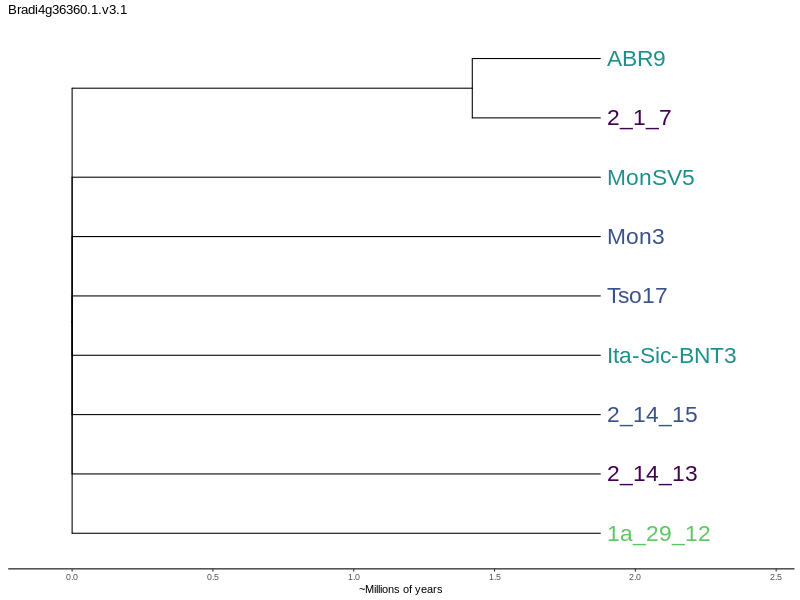 Bradi4g36360.1.v3.1
ABR9
2_1_7
MonSV5
Mon3
Tso17
Ita-Sic-BNT3
2_14_15
2_14_13
1a_29_12
0.0 0.5 1.0 1.5 2.0 2.5
~Millions of years